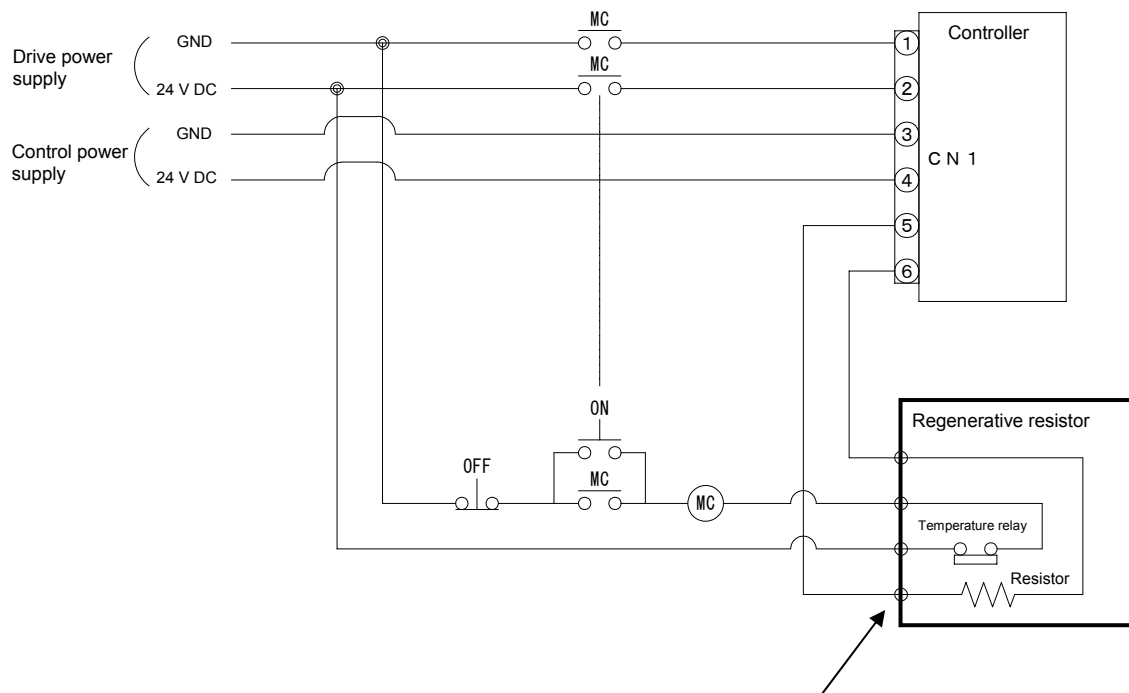 MC
GND
Controller
Drive power
supply
1
MC
24 V DC
2
GND
3
Control power
supply
CN 1
24 V DC
4
5
6
ON
Regenerative resistor
OFF
MC
MC
Temperature relay
Resistor